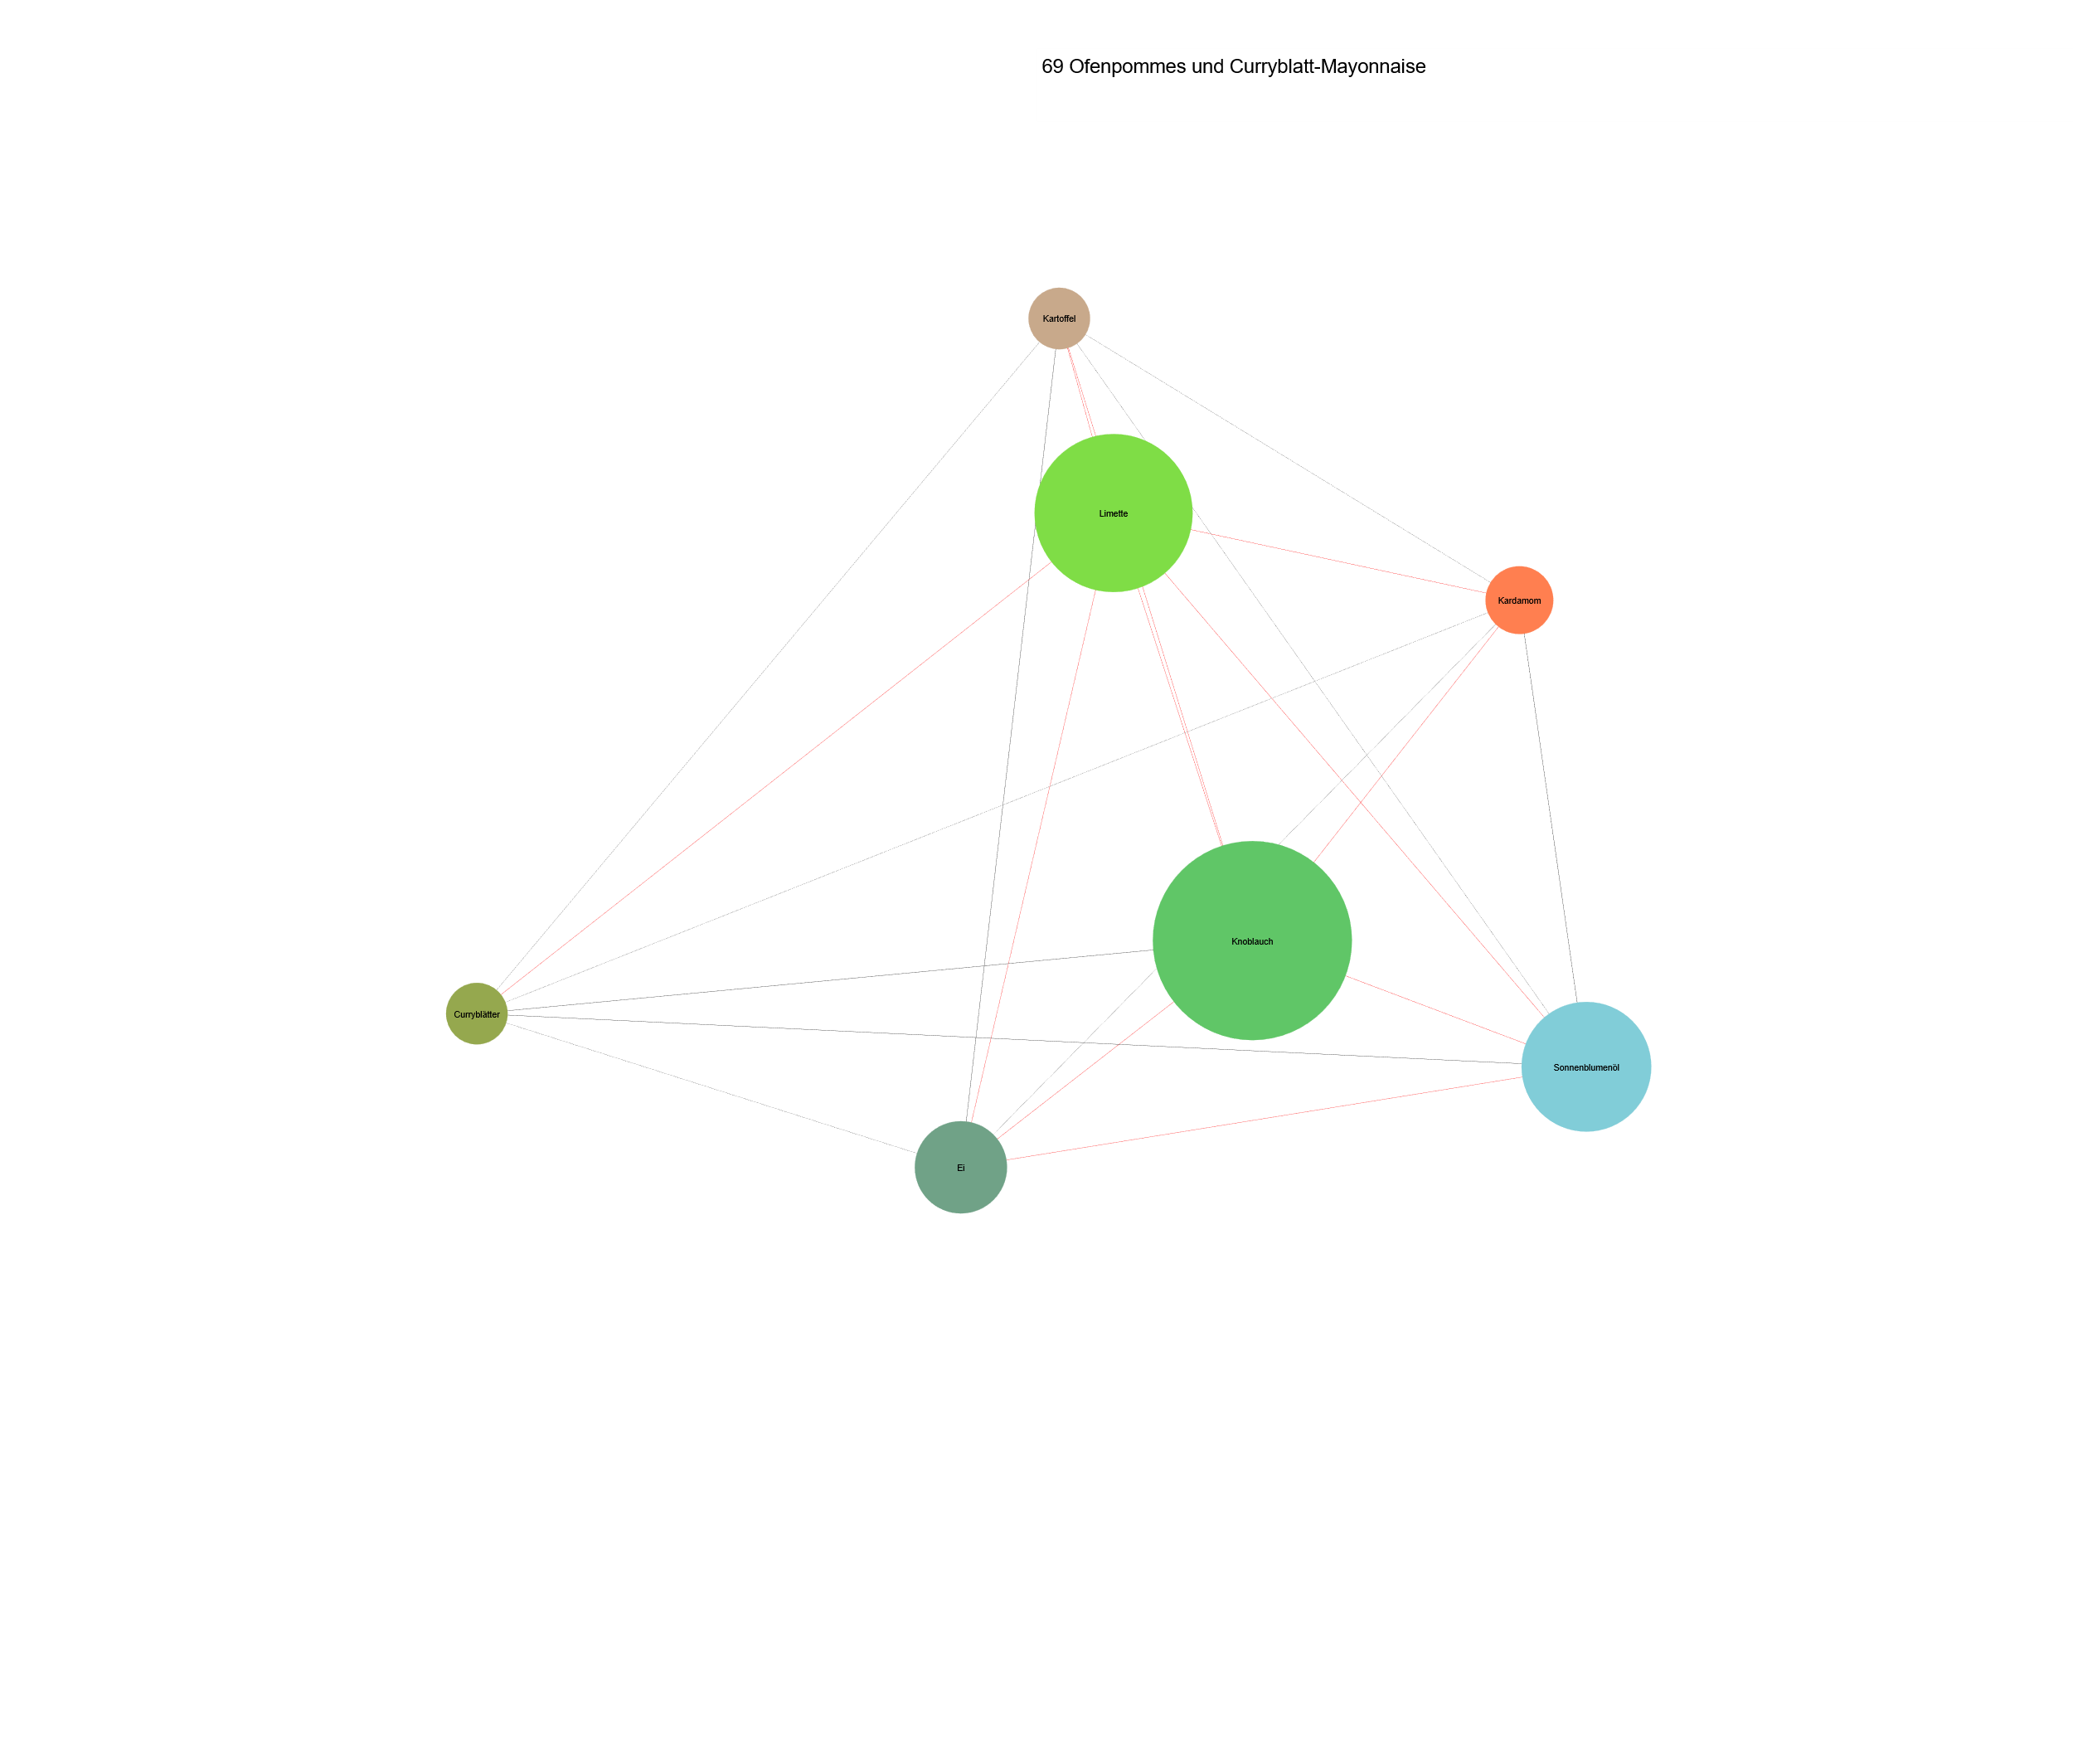 69 Ofenpommes und Curryblatt-Mayonnaise
Kartoffel
Limette
Kardamom
Knoblauch
Curryblätter
Sonnenblumenöl
Ei